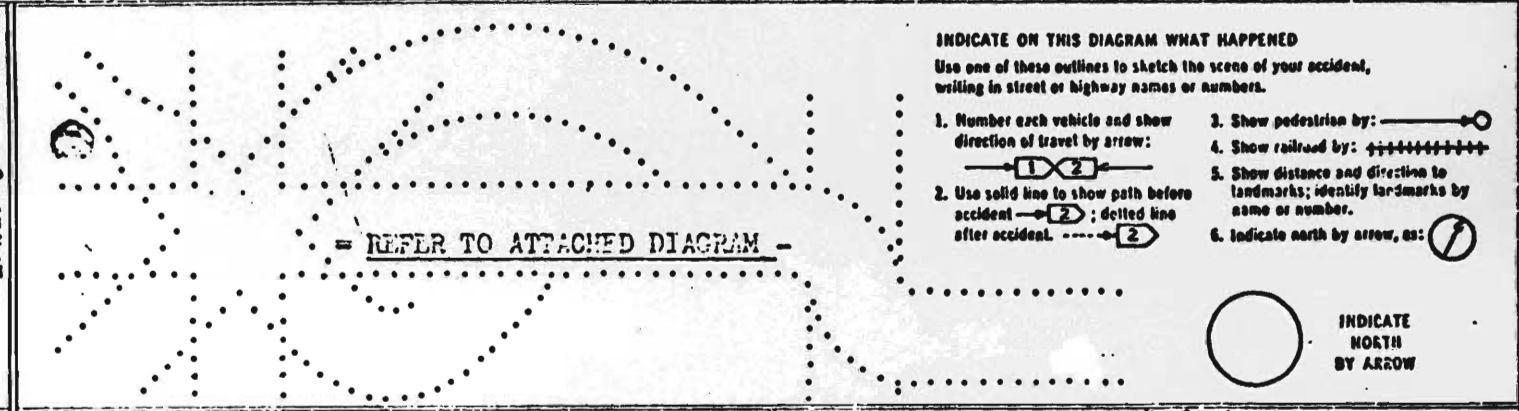 = REFER TO ATTACHED DIAGRAM -
INDICATE ON THIS DIAGRAM WHAT HAPPENED
Use one of these outlines to sketch the scene of your accident,
writing in street or highway names or numbers.
1. Number each vehicle and show
direction of travel by arrow:
1 2
2. Use solid line to show path before
accident 2 ; dotted line
after accident. 2
3. Show pedestrian by:
4. Show railroad by:
5. Show distance and direction to
landmarks; identify landmarks by
name or number.
6. Indicate north by arrow, as:
INDICATE
NORTH
BY ARROW